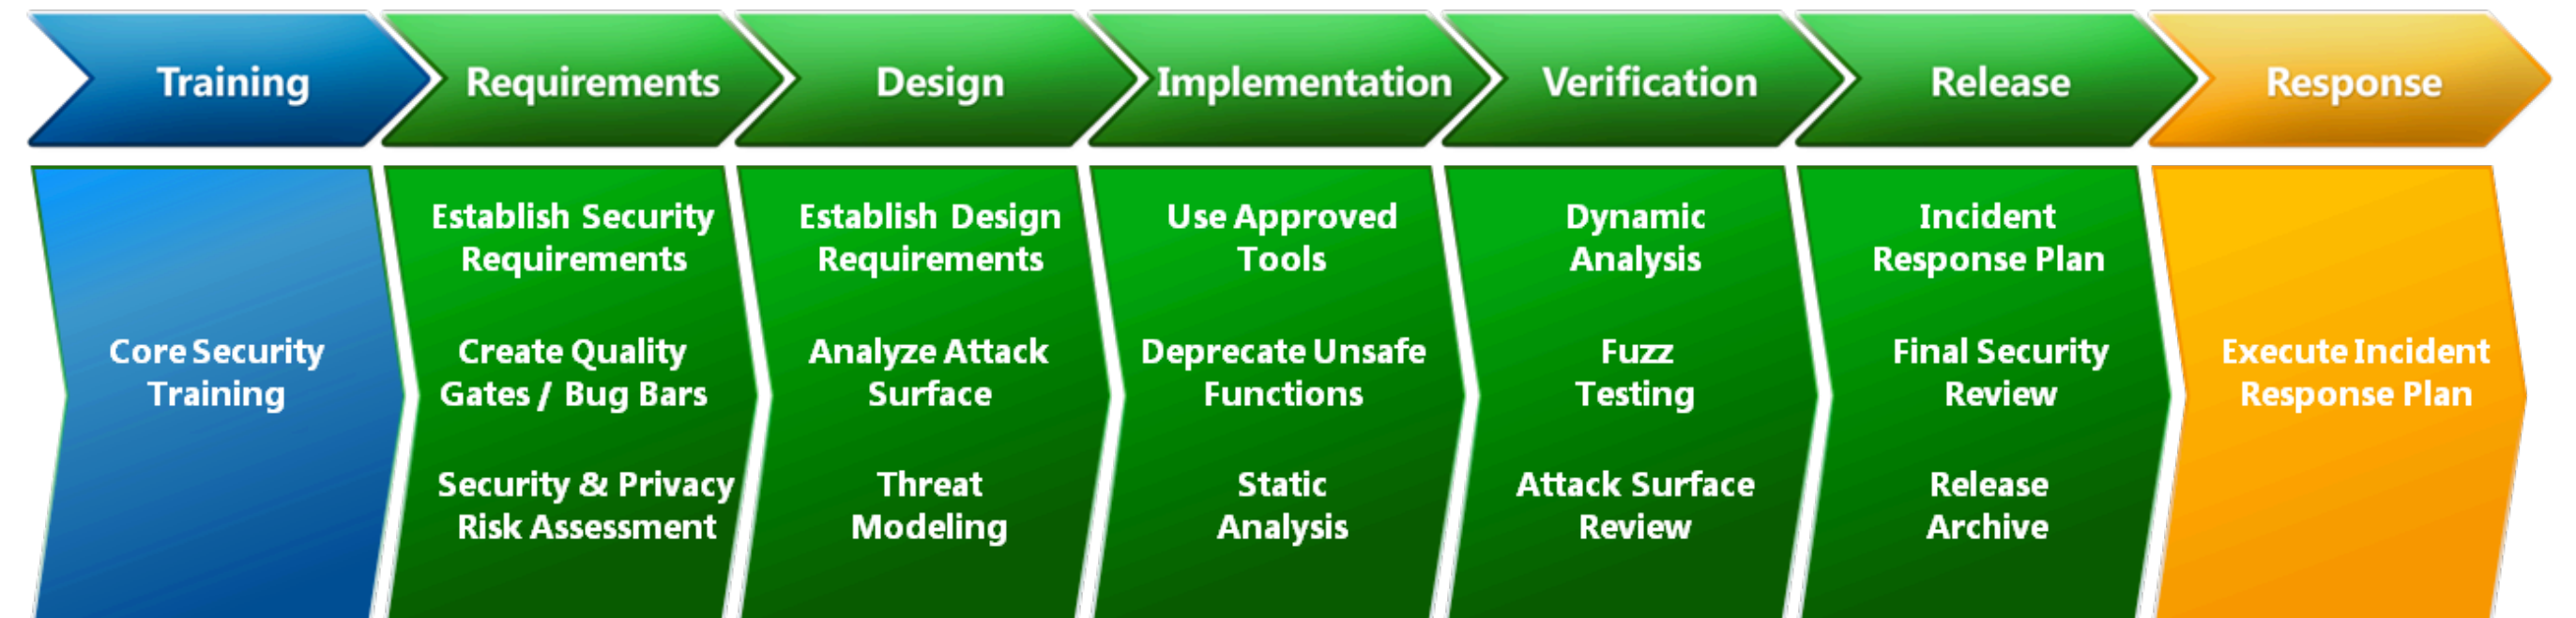 Training
Requirements
Design
Implementation
Verification
Release
Response
Core Security
Training
Establish Security
Requirements
Create Quality
Gates / Bug Bars
Security & Privacy
Risk Assessment
Establish Design
Requirements
Analyze Attack
Surface
Threat
Modeling
Use Approved
Tools
Deprecate Unsafe
Functions
Static
Analysis
Dynamic
Analysis
Fuzz
Testing
Attack Surface
Review
Incident
Response Plan
Final Security
Review
Release
Archive
Execute Incident
Response Plan